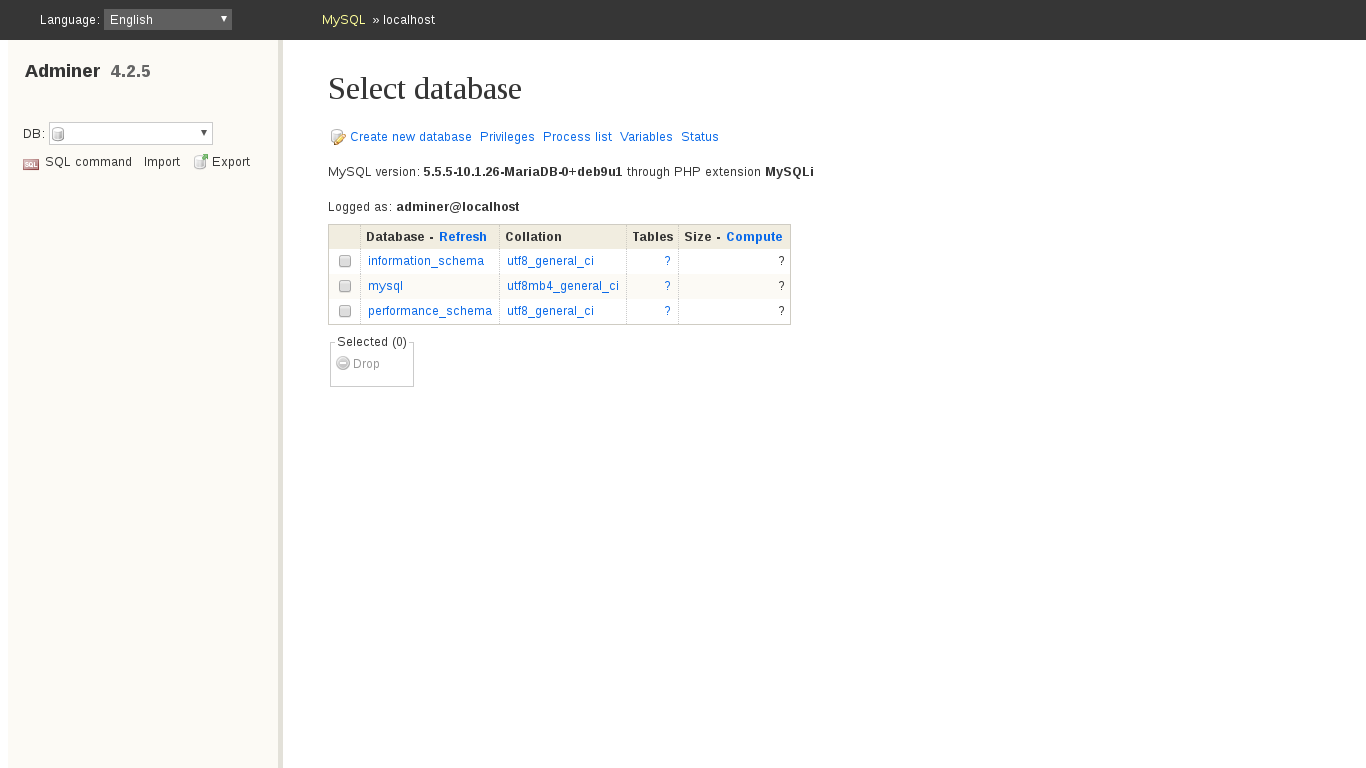 Language: English
MySQL » localhost
Adminer 4.2.5
DB:
SQL command Import Export
Select database
Create new database Privileges Process list Variables Status
MySQL version: 5.5.5-10.1.26-MariaDB-0+deb9u1 through PHP extension MySQLi
Logged as: adminer@localhost
Database - Refresh Collation Tables Size - Compute
information_schema utf8_general_ci ? ?
mysql utf8mb4_general_ci ? ?
performance_schema utf8_general_ci ? ?
Selected (0)
Drop